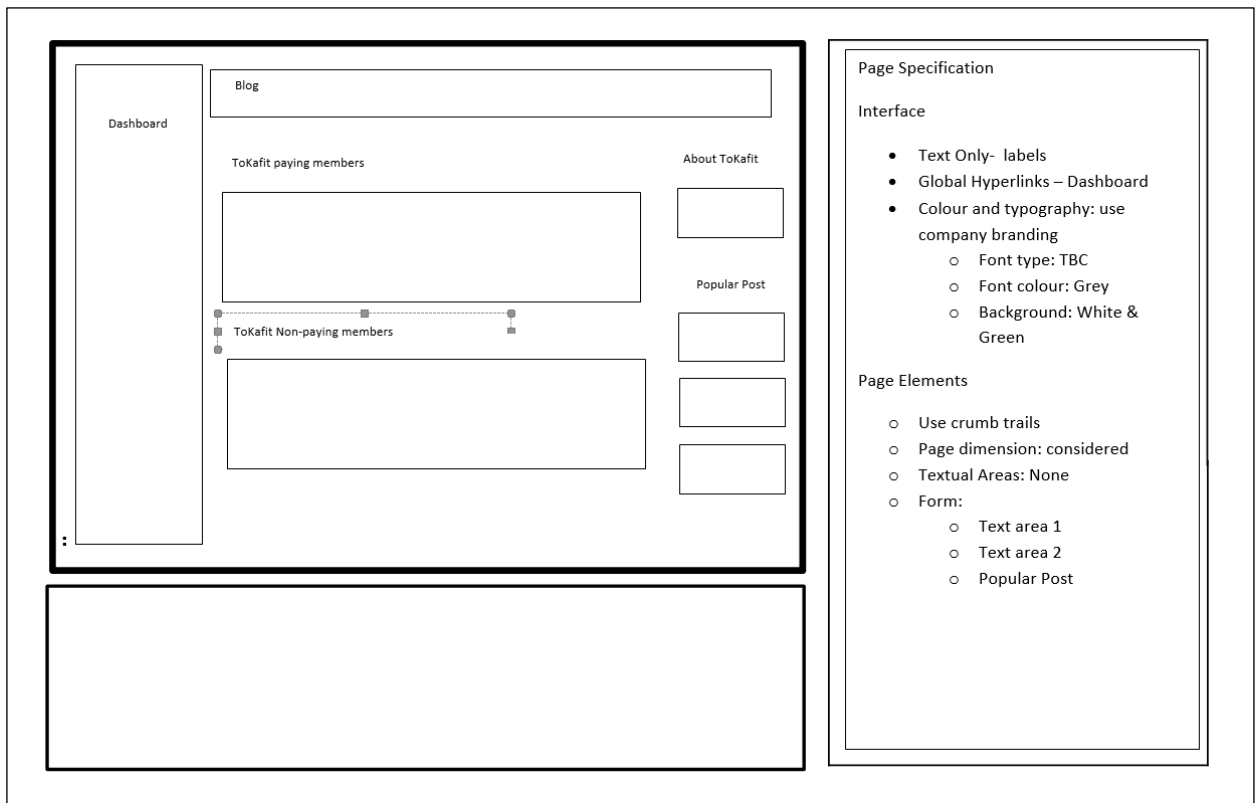 Blog
Dashboard
ToKafit paying members
About ToKafit
Popular Post
ToKafit Non-paying members
:
Page Specification
Interface
• Text Only- labels
• Global Hyperlinks – Dashboard
• Colour and typography: use
company branding
o Font type: TBC
o Font colour: Grey
o Background: White &
Green
Page Elements
o Use crumb trails
o Page dimension: considered
o Textual Areas: None
o Form:
o Text area 1
o Text area 2
o Popular Post